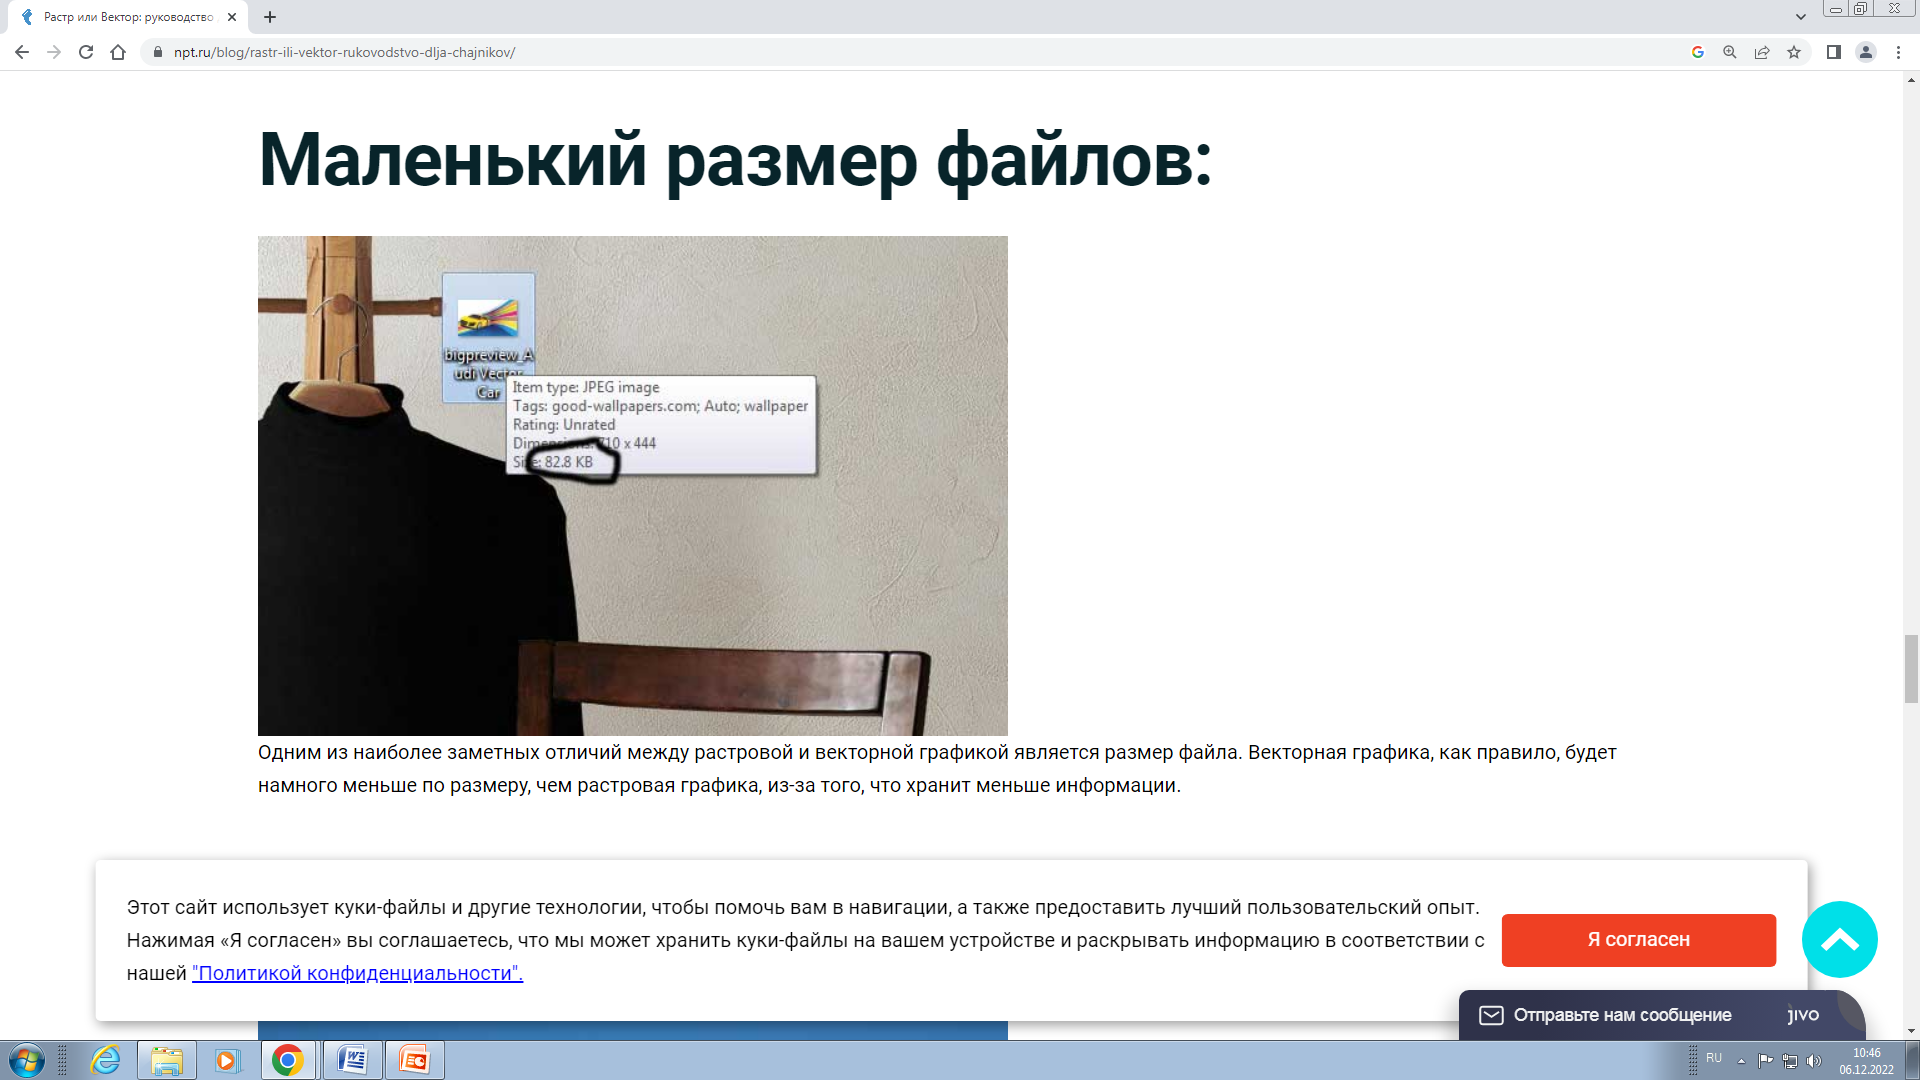 Растр или Вектор: руководство
npt.ru/blog/rastr-ili-vektor-rukovodstvo-dlja-chajnikov/
Маленький размер файлов:
bigpreview_A
udi Vector
Car
Item type: JPEG image
Tags: good-wallpapers.com; Auto; wallpaper
Rating: Unrated
Dimensions: 710 x 444
Size: 82.8 KB
Одним из наиболее заметных отличий между растровой и векторной графикой является размер файла. Векторная графика, как правило, будет
намного меньше по размеру, чем растровая графика, из-за того, что хранит меньше информации.
Этот сайт использует куки-файлы и другие технологии, чтобы помочь вам в навигации, а также предоставить лучший пользовательский опыт.
Нажимая «Я согласен» вы соглашаетесь, что мы может хранить куки-файлы на вашем устройстве и раскрывать информацию в соответствии с
нашей "Политикой конфиденциальности".
Я согласен
Отправьте нам сообщение
jivo
RU
10:46
06.12.2022